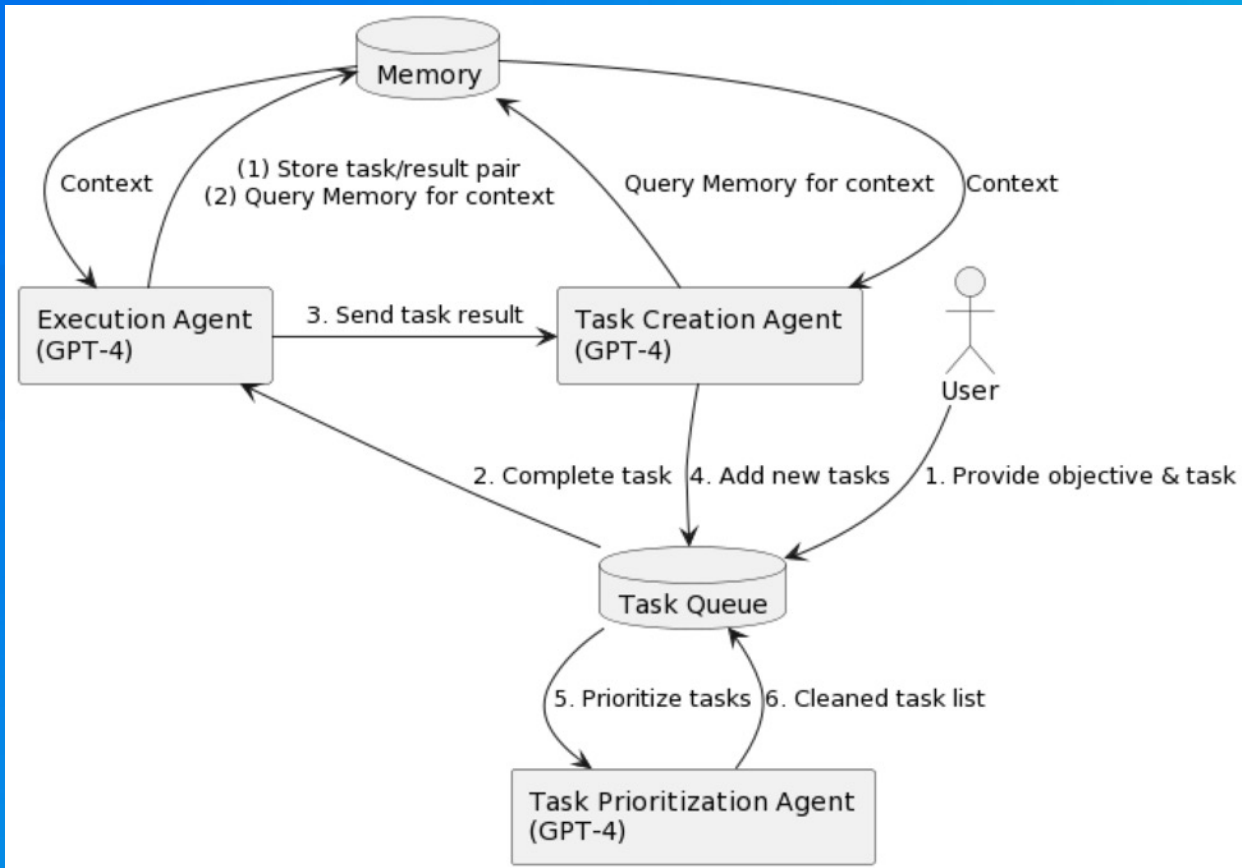 Memory
Context
(1) Store task/result pair
(2) Query Memory for context
Query Memory for context
Context
Execution Agent
(GPT-4)
3. Send task result
Task Creation Agent
(GPT-4)
User
2. Complete task
4. Add new tasks
1. Provide objective & task
Task Queue
5. Prioritize tasks
6. Cleaned task list
Task Prioritization Agent
(GPT-4)